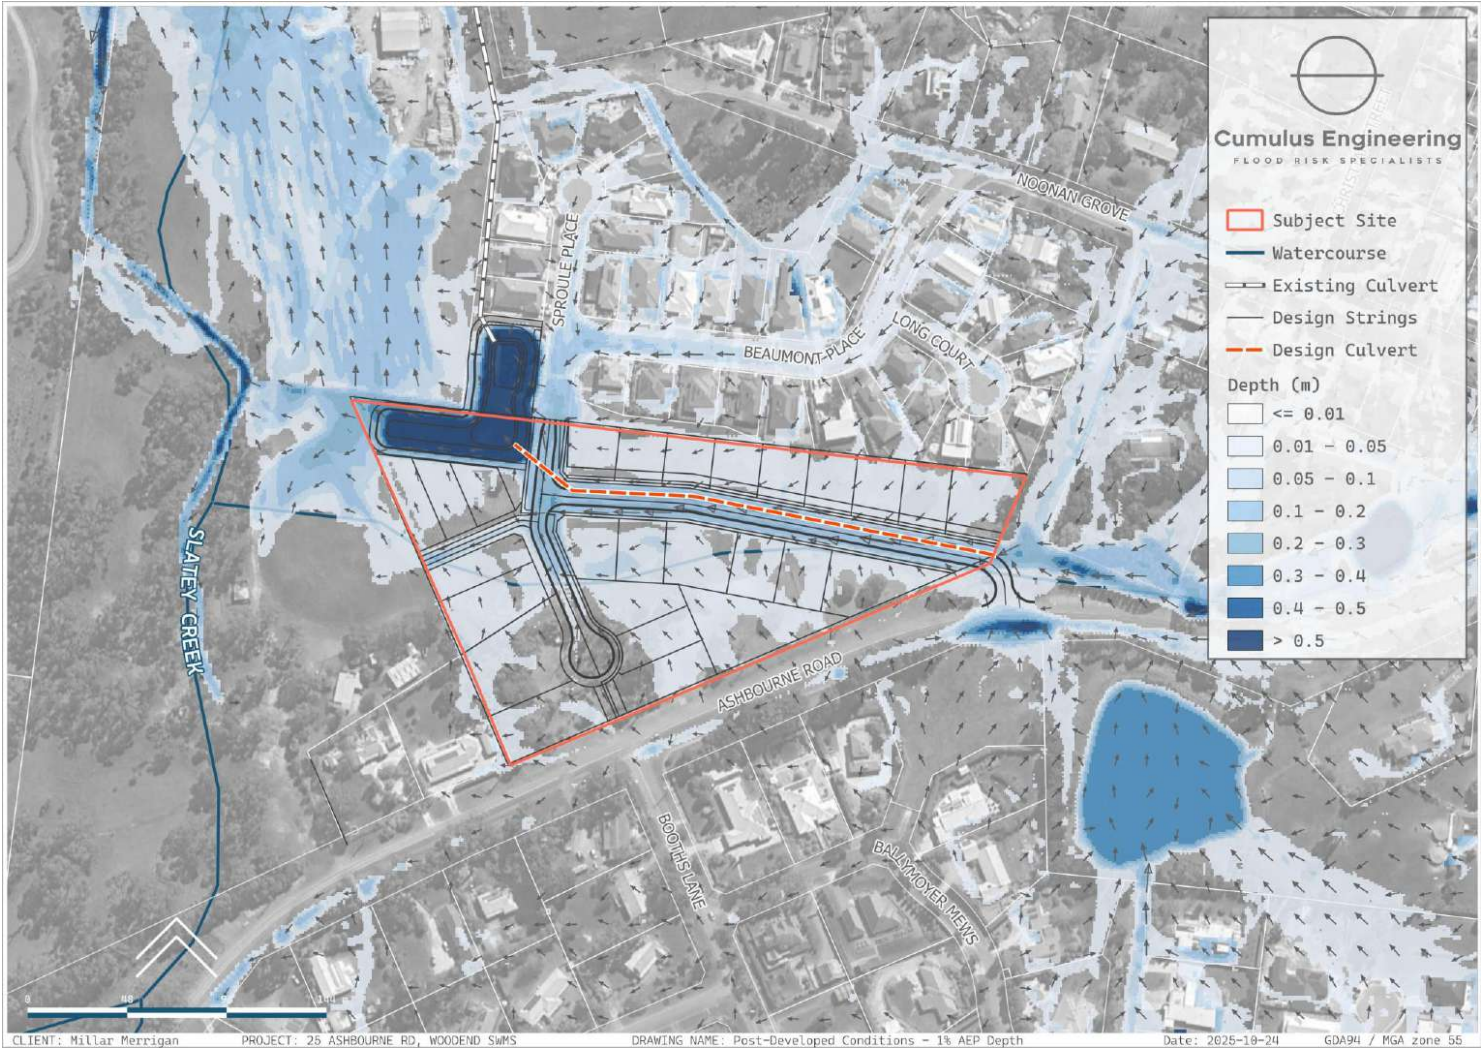 Cumulus Engineering
FLOOD RISK SPECIALISTS
Subject Site
Watercourse
Existing Culvert
Design Strings
Design Culvert
Depth (m)
<= 0.01
0.01 - 0.05
0.05 - 0.1
0.1 - 0.2
0.2 - 0.3
0.3 - 0.4
0.4 - 0.5
> 0.5
NOONAN GROVE
SPROULE PLACE
BEAUMONT PLACE
LONG COURT
SLATEY CREEK
ASHBOURNE ROAD
BOOTHS LANE
BALLYMOYER MEWS
CLIENT: Millar Merrigan PROJECT: 25 ASHBOURNE RD, WOODEND SWMS DRAWING NAME: Post-Developed Conditions - 1% AEP Depth Date: 2025-10-24 GDA94 / MGA zone 55